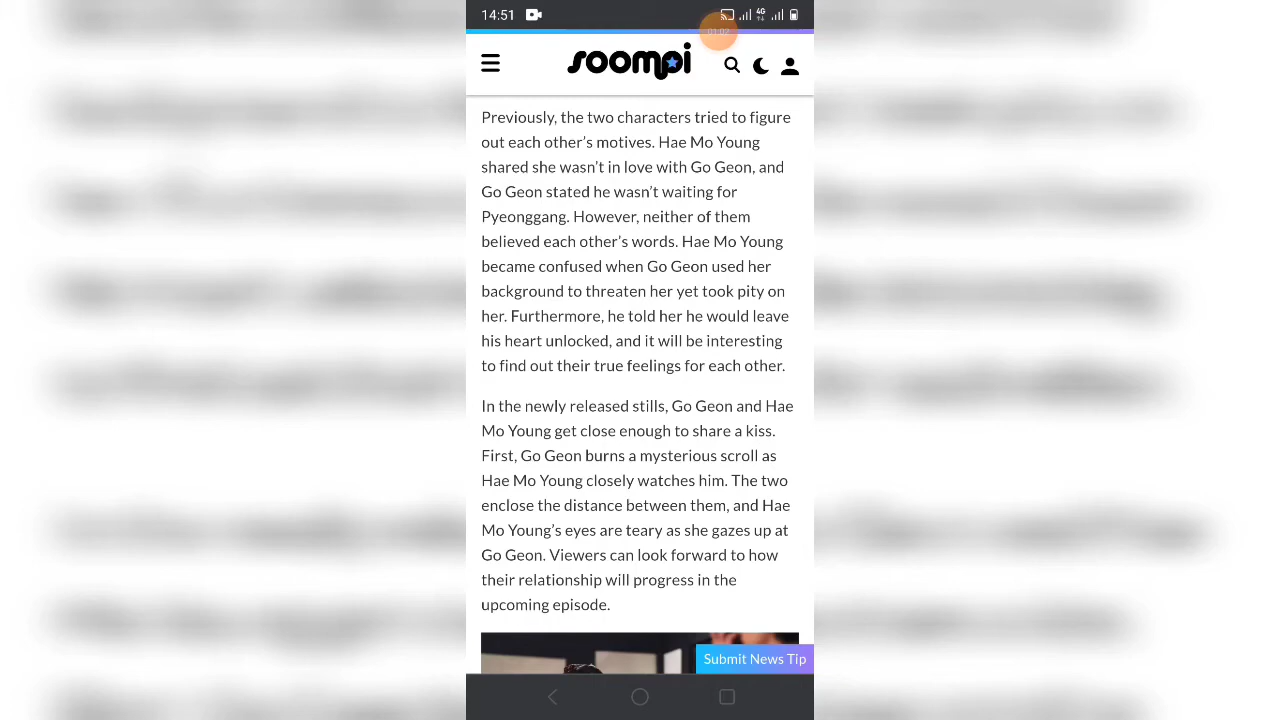 14:51
4G
01:02
soompi
Previously, the two characters tried to figure
out each other’s motives. Hae Mo Young
shared she wasn’t in love with Go Geon, and
Go Geon stated he wasn’t waiting for
Pyeonggang. However, neither of them
believed each other’s words. Hae Mo Young
became confused when Go Geon used her
background to threaten her yet took pity on
her. Furthermore, he told her he would leave
his heart unlocked, and it will be interesting
to find out their true feelings for each other.
In the newly released stills, Go Geon and Hae
Mo Young get close enough to share a kiss.
First, Go Geon burns a mysterious scroll as
Hae Mo Young closely watches him. The two
enclose the distance between them, and Hae
Mo Young’s eyes are teary as she gazes up at
Go Geon. Viewers can look forward to how
their relationship will progress in the
upcoming episode.
Submit News Tip